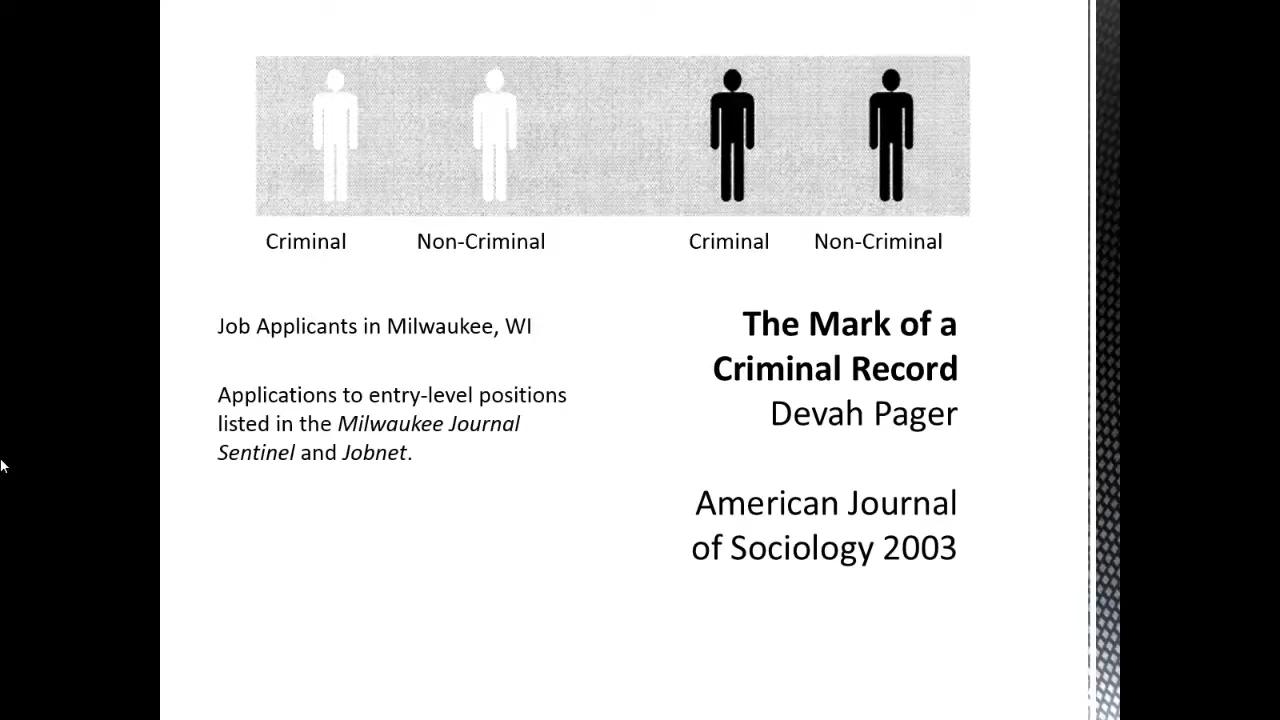 Criminal Non-Criminal Criminal Non-Criminal
Job Applicants in Milwaukee, WI
Applications to entry-level positions
listed in the Milwaukee Journal
Sentinel and Jobnet.
The Mark of a
Criminal Record
Devah Pager
American Journal
of Sociology 2003